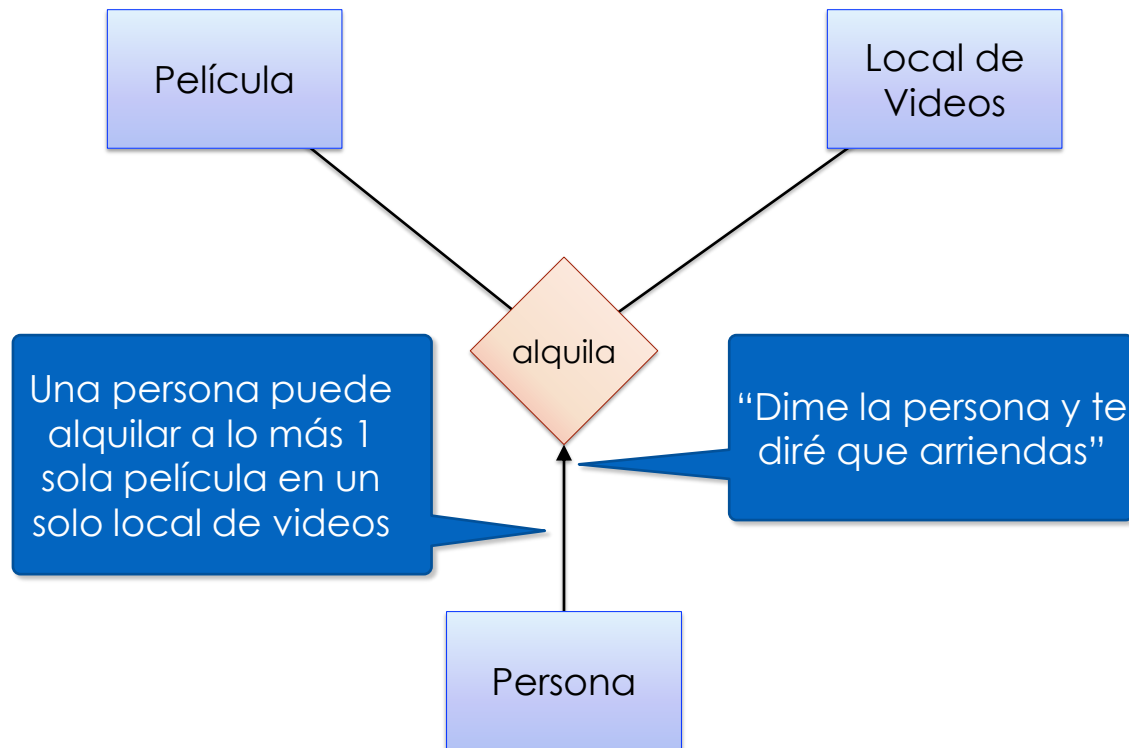 Película
Local de
Videos
alquila
Una persona puede
alquilar a lo más 1
sola película en un
solo local de videos
“Dime la persona y te
diré que arriendas”
Persona